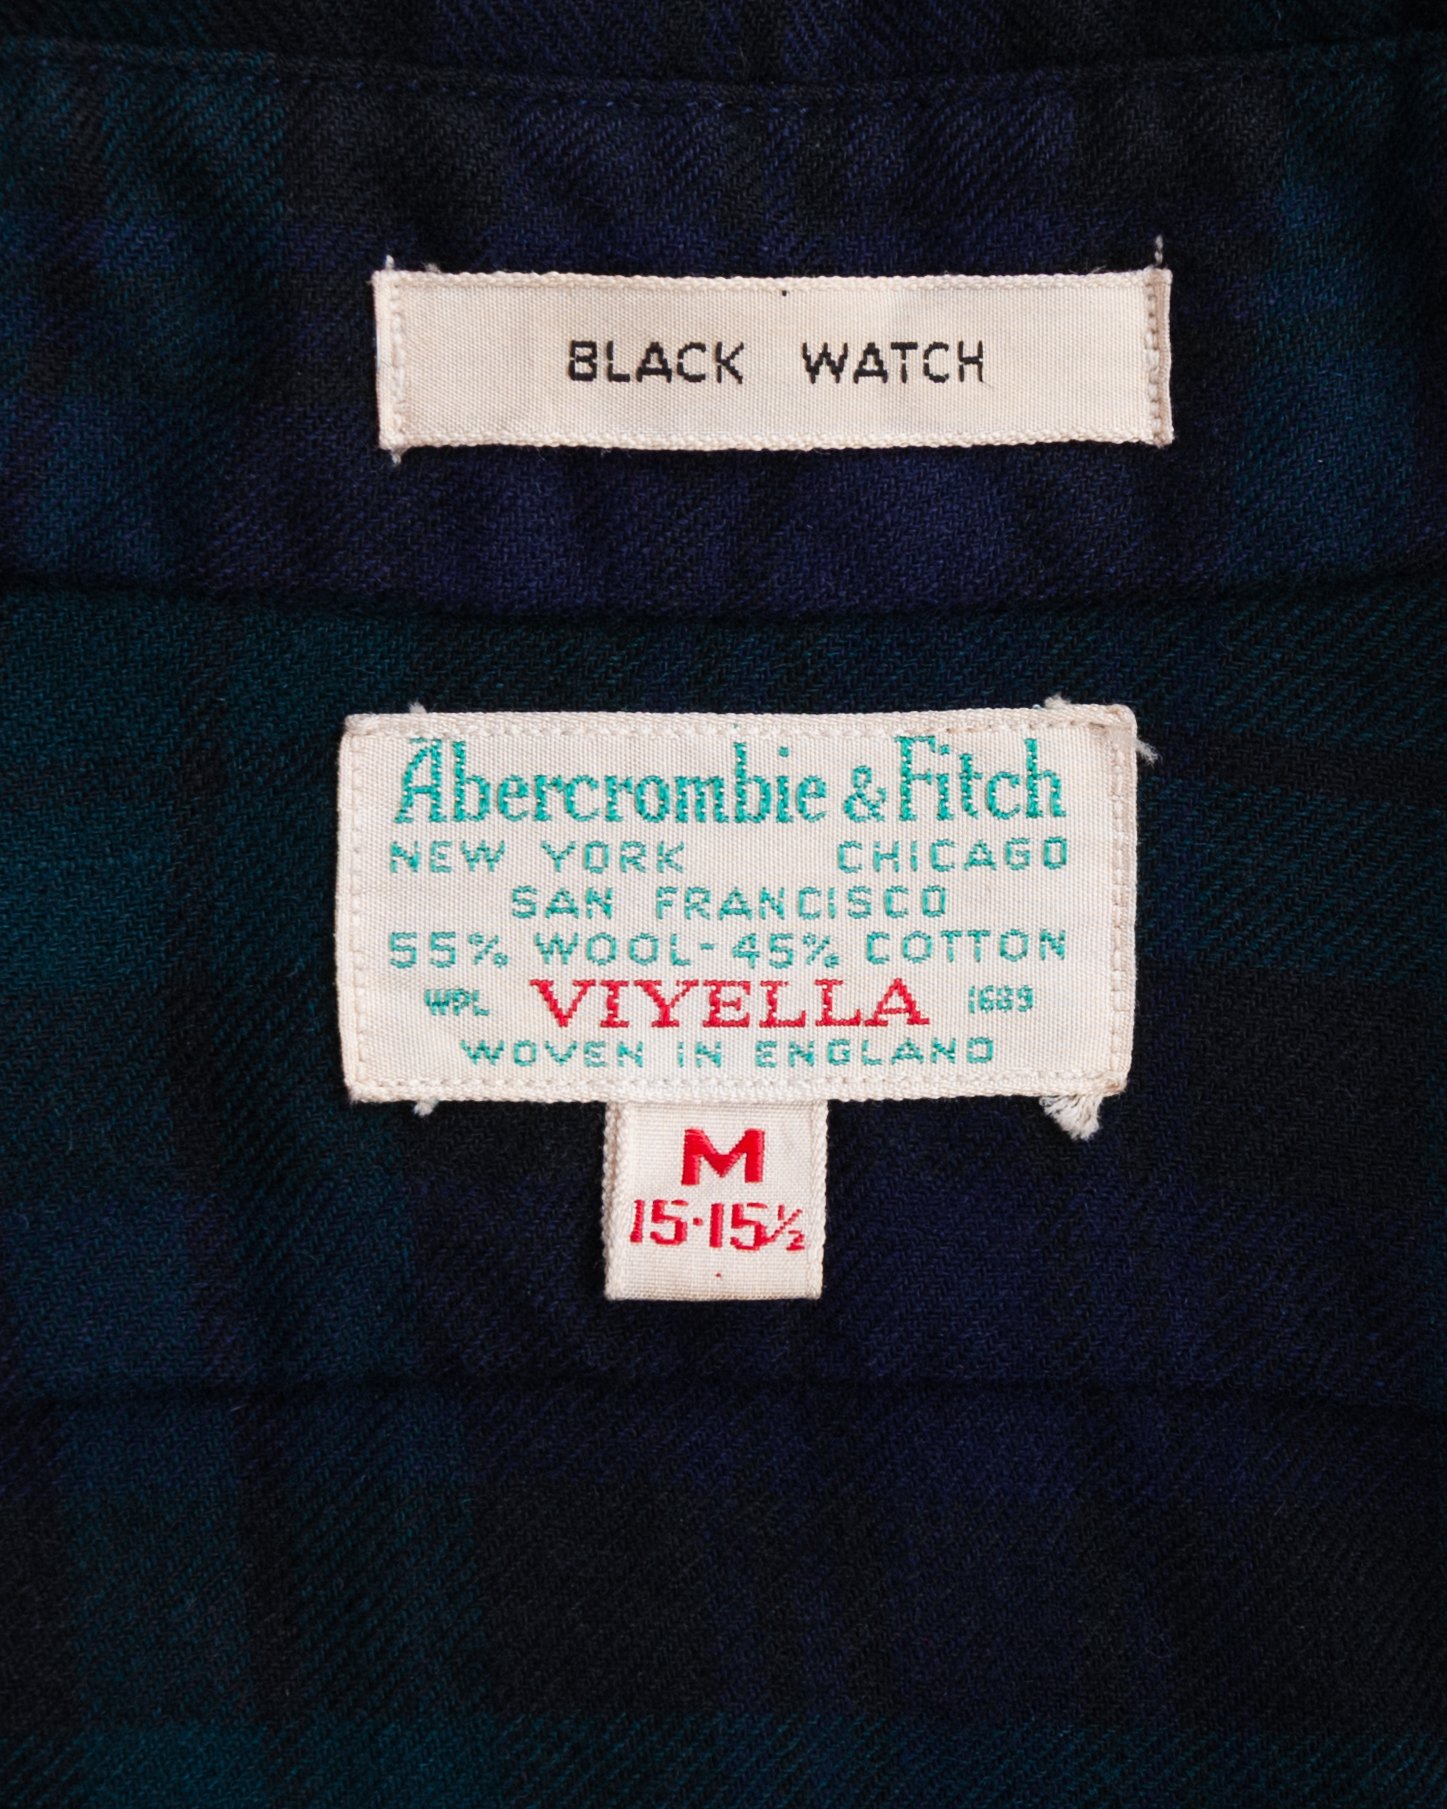 BLACK WATCH
Abercrombie & Fitch
NEW YORK CHICAGO
SAN FRANCISCO
55% WOOL-45% COTTON
WPL VIYELLA 1689
WOVEN IN ENGLAND
M
15·15½